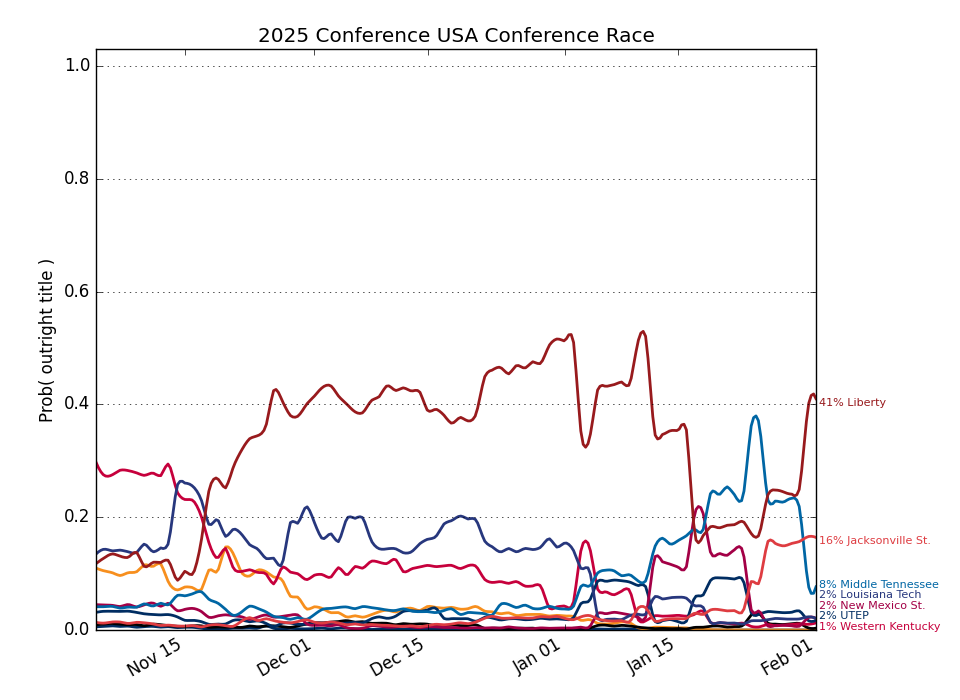 2025 Conference USA Conference Race
Prob( outright title )
1.0
0.8
0.6
0.4
0.2
0.0
Nov 15
Dec 01
Dec 15
Jan 01
Jan 15
Feb 01
41% Liberty
16% Jacksonville St.
8% Middle Tennessee
2% Louisiana Tech
2% New Mexico St.
2% UTEP
1% Western Kentucky